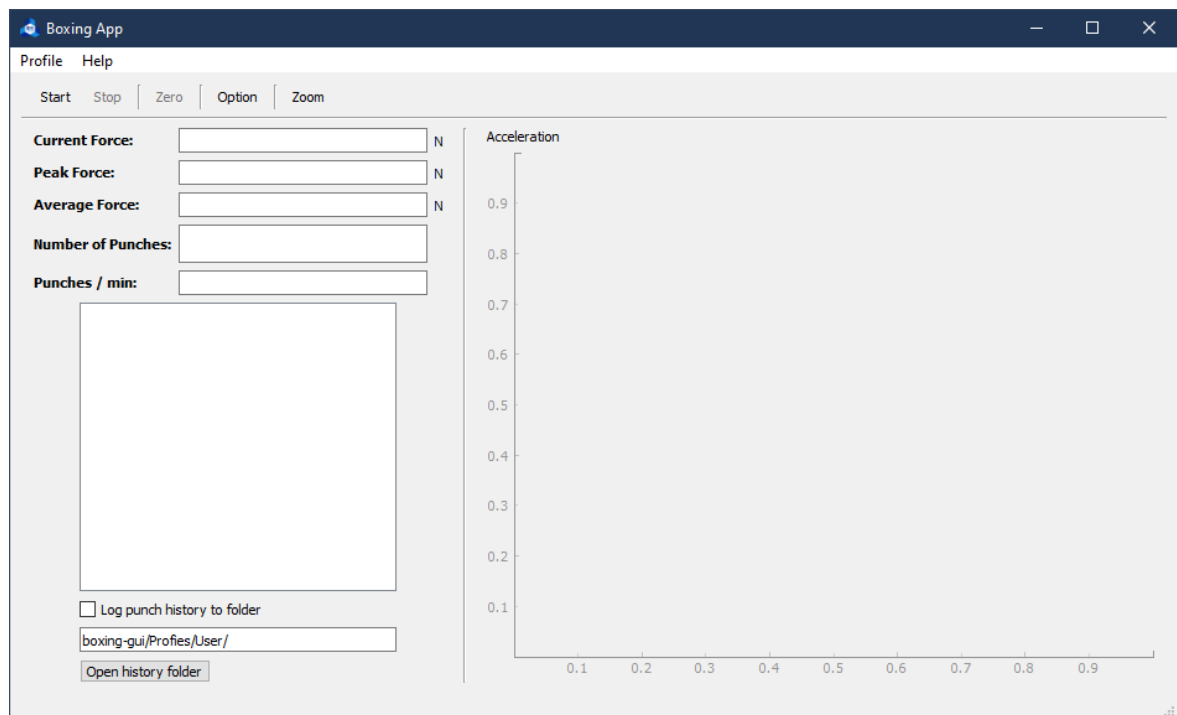 Boxing App
Profile Help
Start Stop Zero Option Zoom
Current Force: N
Peak Force: N
Average Force: N
Number of Punches:
Punches / min:
Log punch history to folder
boxing-gui/Profies/User/
Open history folder
Acceleration
0.9
0.8
0.7
0.6
0.5
0.4
0.3
0.2
0.1
0.1 0.2 0.3 0.4 0.5 0.6 0.7 0.8 0.9